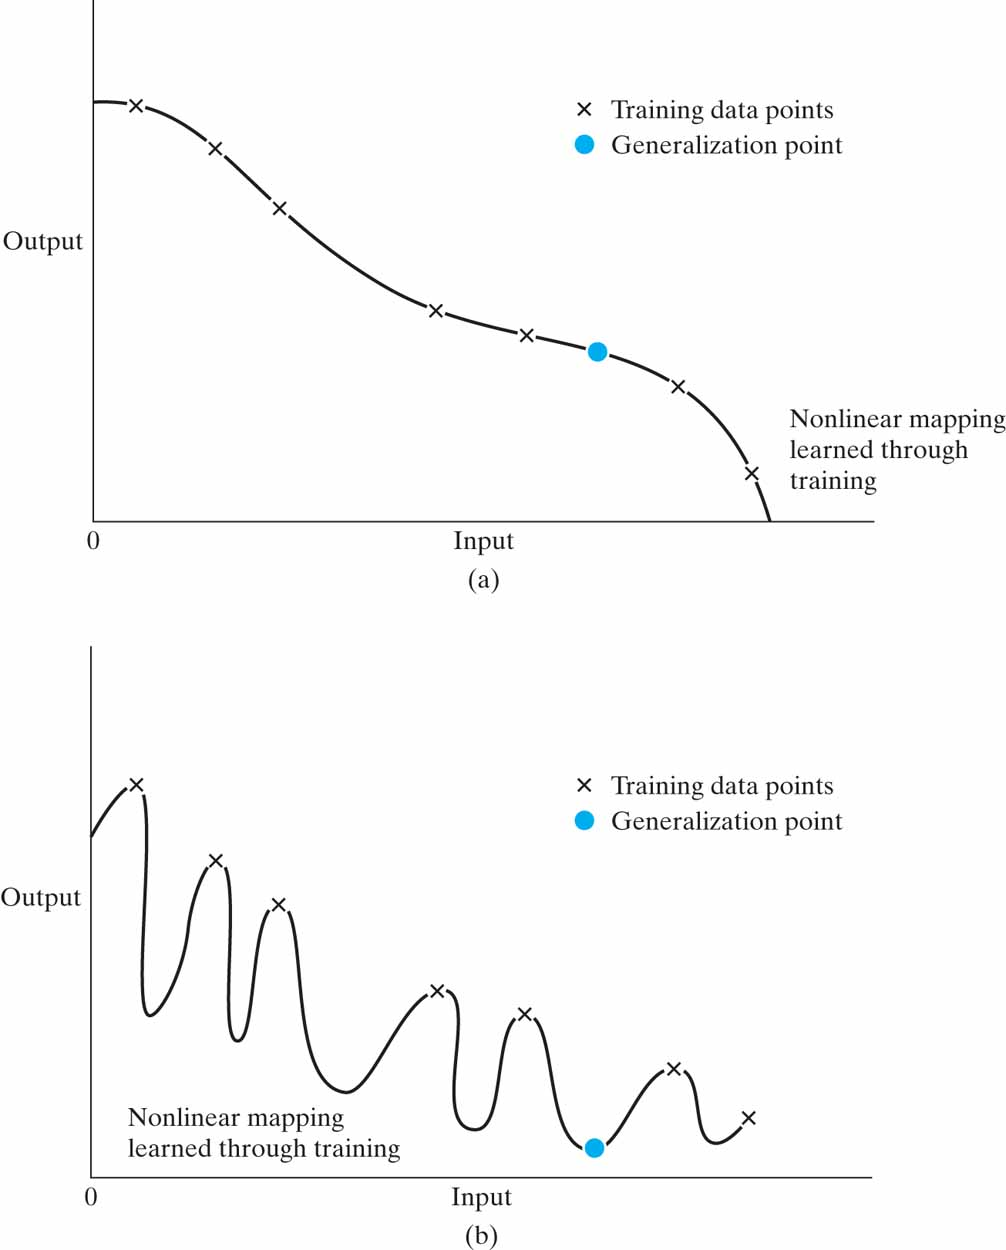 × Training data points
Generalization point
Output
Nonlinear mapping
learned through
training
0
Input
(a)
× Training data points
Generalization point
Output
Nonlinear mapping
learned through training
0
Input
(b)